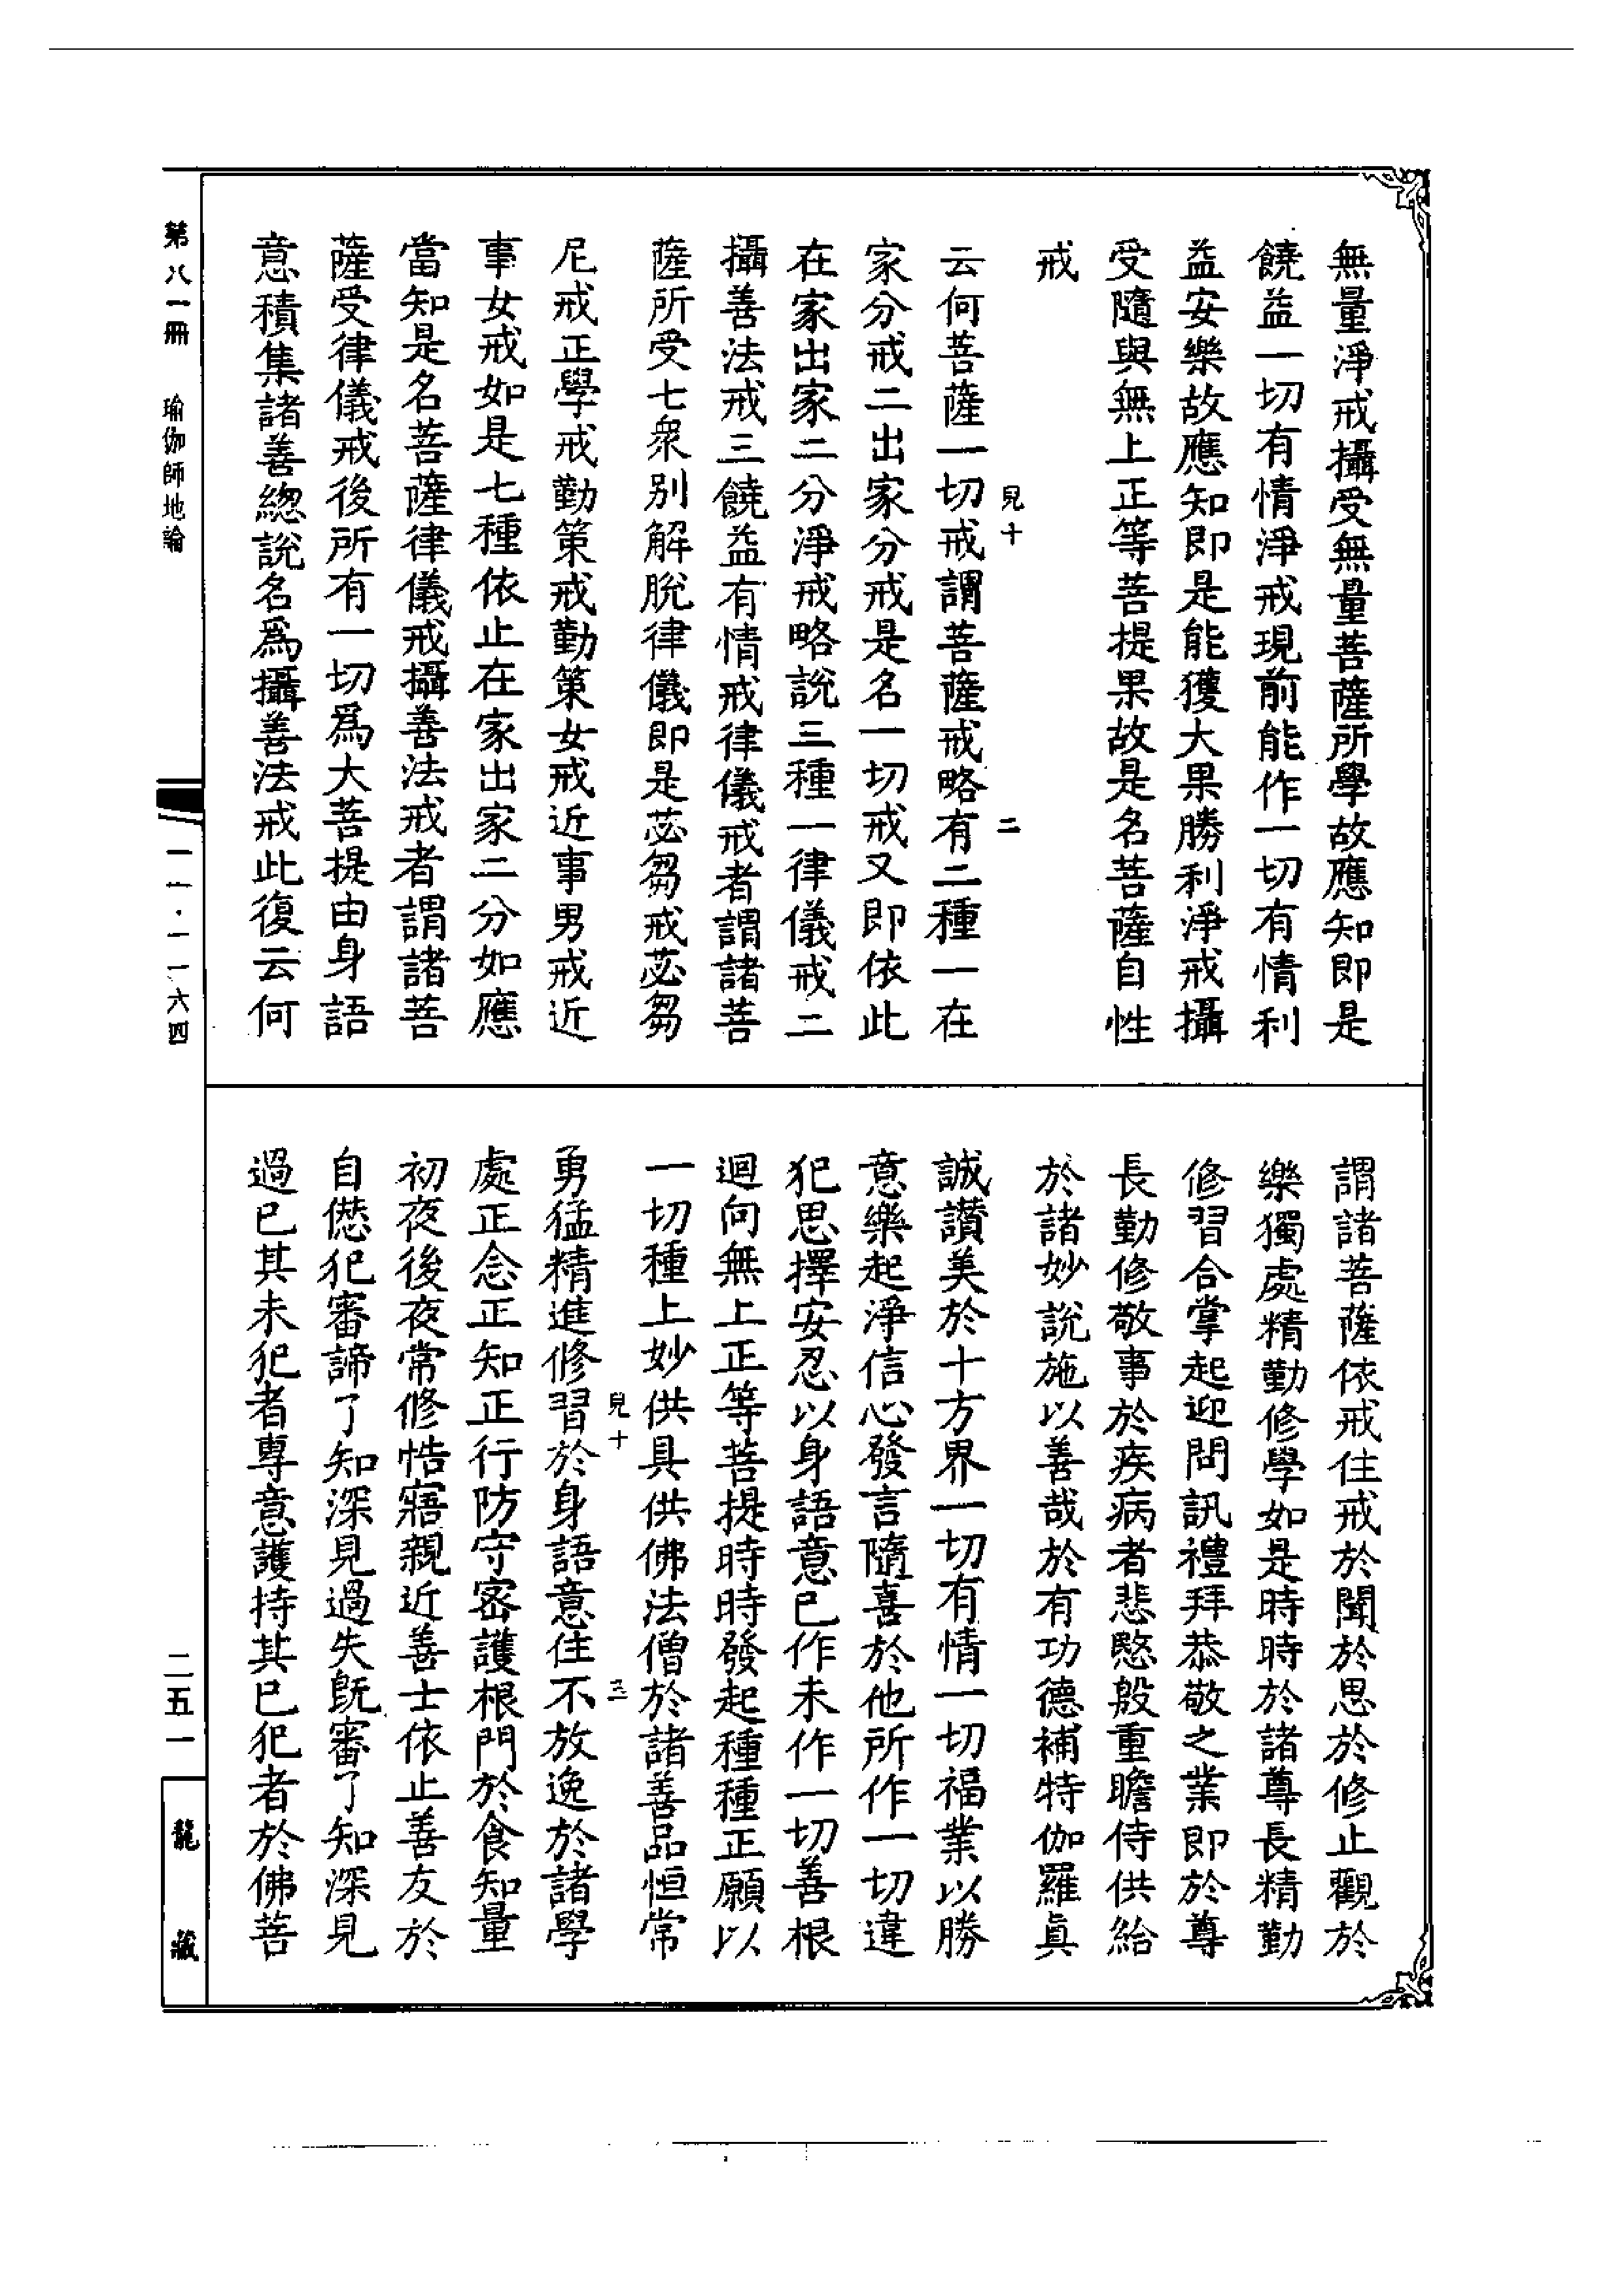 無量淨戒攝受無量菩薩所學故應知即是
饒益一切有情淨戒現前能作一切有情利
益安樂故應知即是能獲大果勝利淨戒攝
受隨與無上正等菩提果故是名菩薩自性
戒
見十 二
云何菩薩一切戒謂菩薩戒略有二種一在
家分戒二出家分戒是名一切戒又即依此
在家出家二分淨戒略說三種一律儀戒二
攝善法戒三饒益有情戒律儀戒者謂諸菩
薩所受七衆別解脫律儀即是苾芻戒苾芻
尼戒正學戒勤策戒勤策女戒近事男戒近
事女戒如是七種依止在家出家二分如應
當知是名菩薩律儀戒攝善法戒者謂諸菩
薩受律儀戒後所有一切爲大菩提由身語
意積集諸善緫說名爲攝善法戒此復云何
謂諸菩薩依戒住戒於聞於思於修止觀於
樂獨處精勤修學如是時時於諸尊長精勤
修習合掌起迎問訊禮拜恭敬之業即於尊
長勤修敬事於疾病者悲愍殷重瞻侍供給
於諸妙說施以善哉於有功德補特伽羅眞
誠讚美於十方界一切有情一切福業以勝
意樂起淨信心發言隨喜於他所作一切違
犯思擇安忍以身語意已作未作一切善根
迴向無上正等菩提時時發起種種正願以
一切種上妙供具供佛法僧於諸善品恒常
見十 三
勇猛精進修習於身語意住不放逸於諸學
處正念正知正行防守密護根門於食知量
初夜後夜常修悎寤親近善士依止善友於
自𠎝犯審諦了知深見過失旣審了知深見
過已其未犯者專意護持其已犯者於佛菩
第八一冊 瑜伽師地論
一一一·一一六四
二五一
龍藏